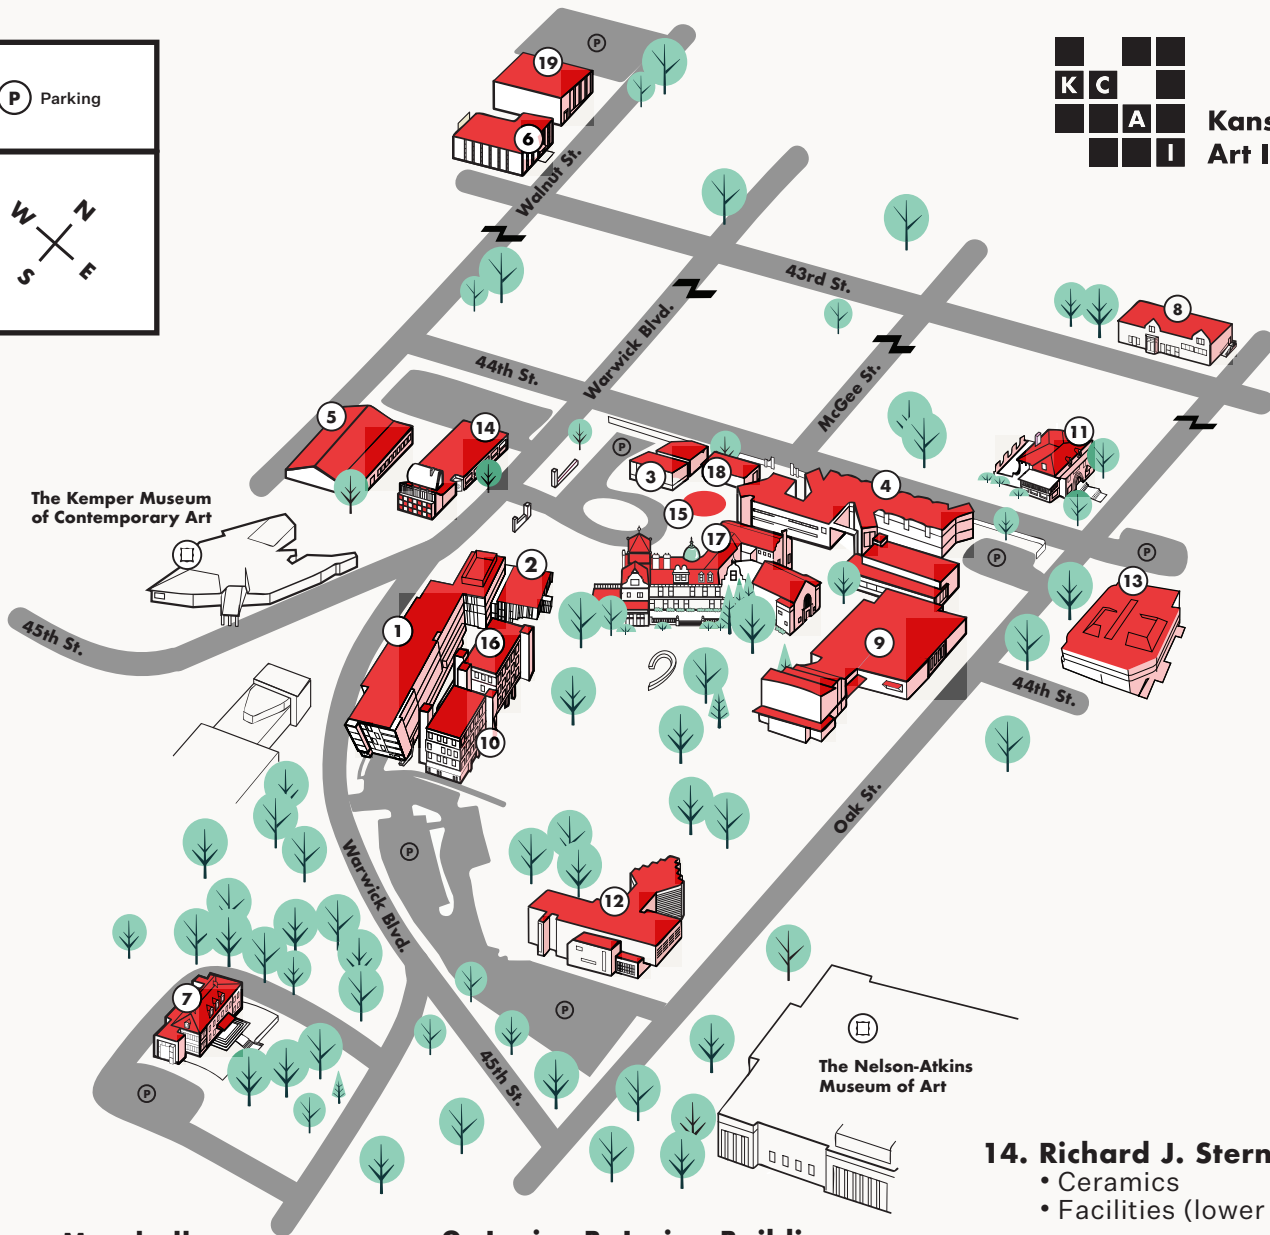 P Parking
W N
S E
K C
A
I
Kans
Art I
P
19
6
Walnut St.
43rd St.
8
44th St.
Warwick Blvd.
McGee St.
5
14
P
3
18
4
11
15
17
P
P
The Kemper Museum
of Contemporary Art
45th St.
2
1
16
10
9
13
44th St.
Oak St.
P
Warwick Blvd.
12
7
P
P
45th St.
The Nelson-Atkins
Museum of Art
14. Richard J. Stern
• Ceramics
• Facilities (lower